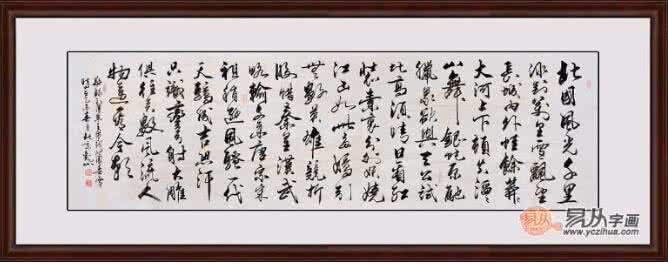 北國風光千里
冰封萬里雪飄望
長城內外惟餘莽
大河上下頓失滔
山舞銀蛇原馳
臘象欲與天公試
比高須晴日看紅
裝素裹分外妖嬈
江山如此多嬌引
無數英雄競折
腰惜秦皇漢武
略輸文采唐宗宋
祖稍遜風騷一代
天驕成吉思汗
只識彎弓射大雕
俱往矣數風流人
物還看今朝
易从
易从字画
www.yczihua.com